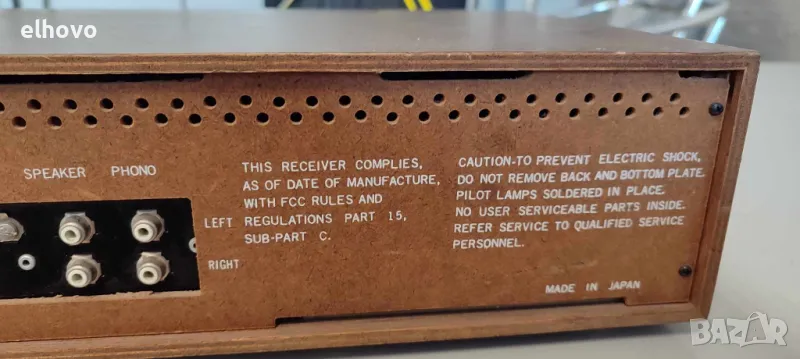 elhovo
SPEAKER PHONO
LEFT
RIGHT
THIS RECEIVER COMPLIES,
AS OF DATE OF MANUFACTURE,
WITH FCC RULES AND
REGULATIONS PART 15,
SUB-PART C.
CAUTION-TO PREVENT ELECTRIC SHOCK,
DO NOT REMOVE BACK AND BOTTOM PLATE.
PILOT LAMPS SOLDERED IN PLACE.
NO USER SERVICEABLE PARTS INSIDE.
REFER SERVICE TO QUALIFIED SERVICE
PERSONNEL.
MADE IN JAPAN
BAZAR